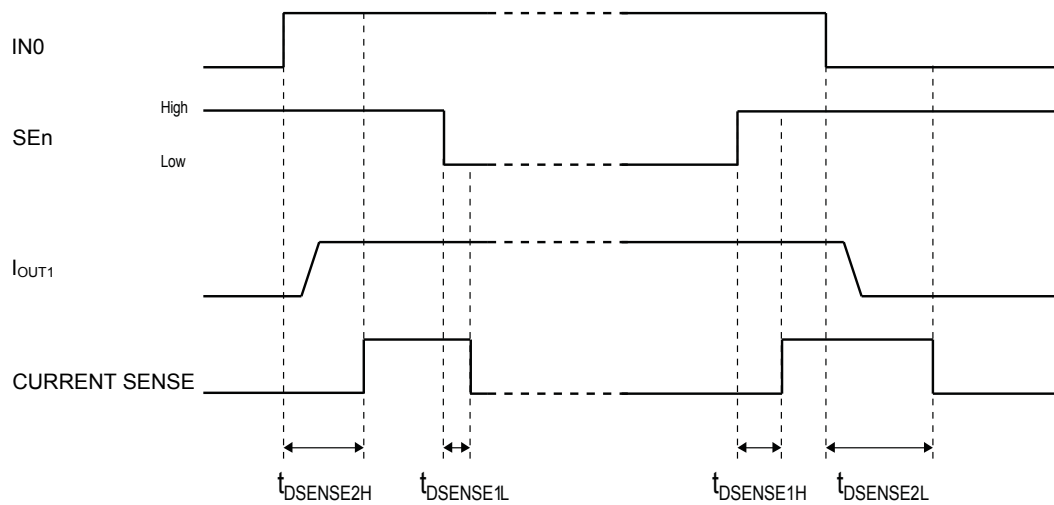 IN0
High
SEn
Low
IOUT1
CURRENT SENSE
tDSENSE2H
tDSENSE1L
tDSENSE1H
tDSENSE2L